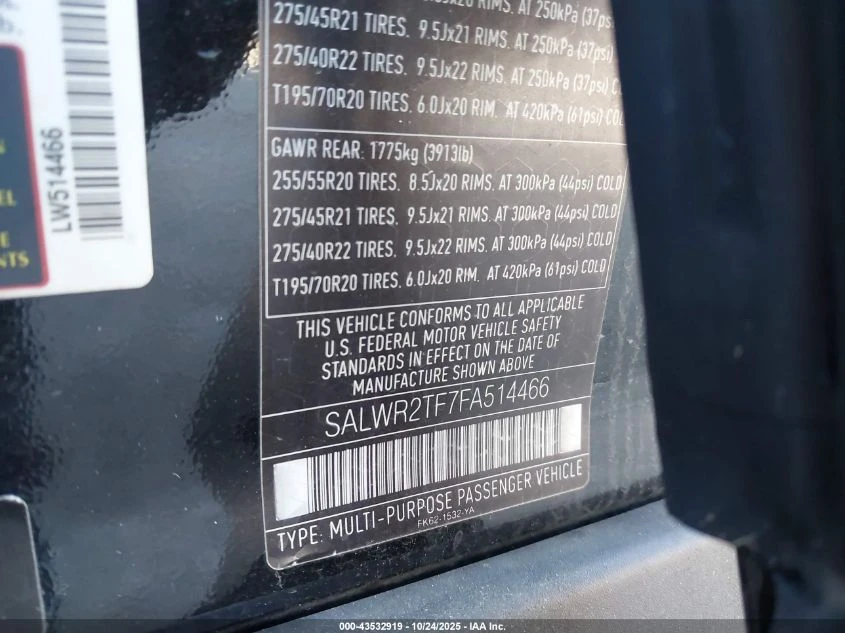 275/45R21 TIRES. 9.5Jx21 RIMS. AT 250kPa (37psi
275/40R22 TIRES. 9.5Jx22 RIMS. AT 250kPa (37psi)
T195/70R20 TIRES. 6.0Jx20 RIM. AT 420kPa (61psi) COLD
GAWR REAR: 1775kg (3913lb)
255/55R20 TIRES. 8.5Jx20 RIMS. AT 300kPa (44psi) COLD
275/45R21 TIRES. 9.5Jx21 RIMS. AT 300kPa (44psi) COLD
275/40R22 TIRES. 9.5Jx22 RIMS. AT 300kPa (44psi) COLD
T195/70R20 TIRES. 6.0Jx20 RIM. AT 420kPa (61psi) COLD
THIS VEHICLE CONFORMS TO ALL APPLICABLE
U.S. FEDERAL MOTOR VEHICLE SAFETY
STANDARDS IN EFFECT ON THE DATE OF
MANUFACTURE SHOWN ABOVE
SALWR2TF7FA514466
TYPE: MULTI-PURPOSE PASSENGER VEHICLE
FK62-1532-YA
LW514466
000-43532919 - 10/24/2025 - IAA Inc.